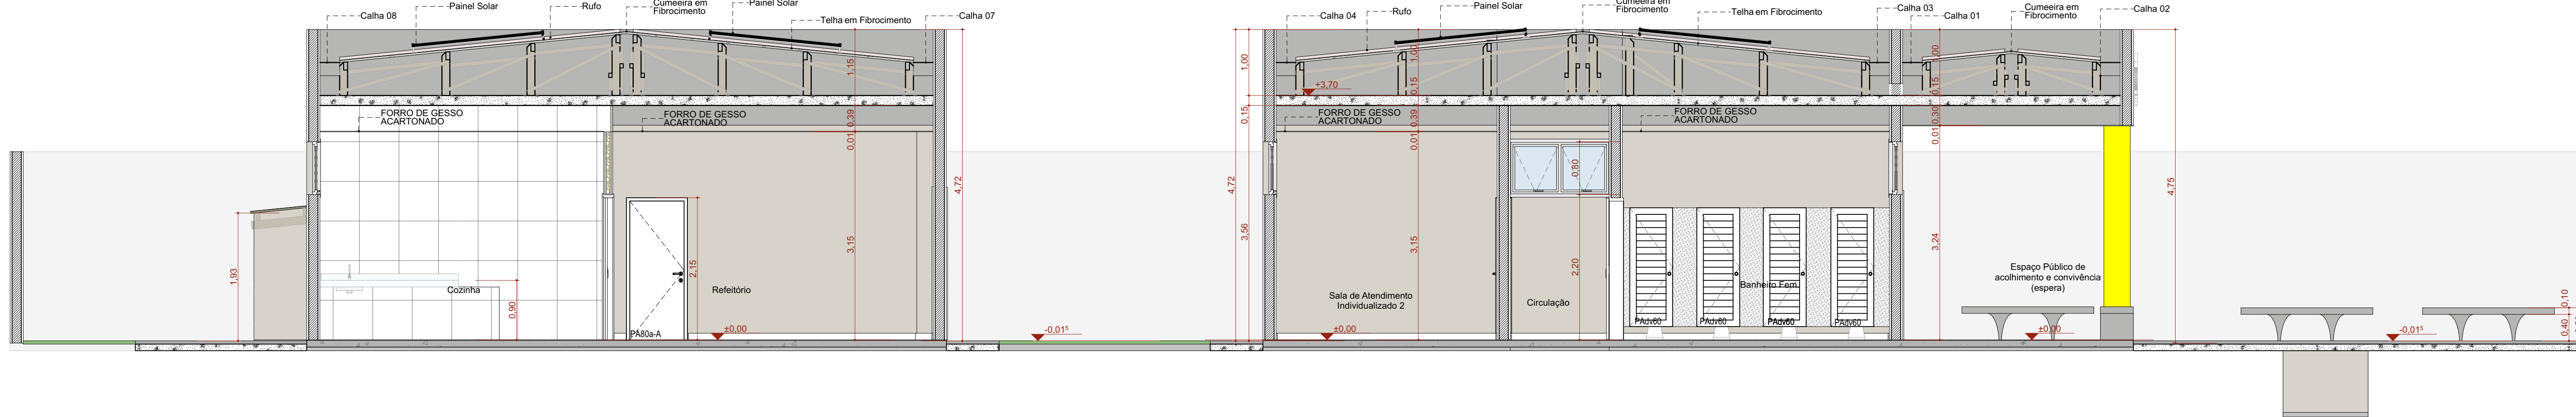 Calha 08
Painel Solar
Rufo
Cumeeira em
Fibrocimento
Painel Solar
Telha em Fibrocimento
Calha 07
Calha 04
Rufo
Painel Solar
Cumeeira em
Fibrocimento
Telha em Fibrocimento
Calha 03
Calha 01
Cumeeira em
Fibrocimento
Calha 02
1,15
1,00
1,00
1,00
+3,70
0,15
0,15
0,15
FORRO DE GESSO
ACARTONADO
FORRO DE GESSO
ACARTONADO
0,39
0,01
FORRO DE GESSO
ACARTONADO
0,39
0,01
FORRO DE GESSO
ACARTONADO
0,30
0,01
4,72
4,72
3,56
0,80
4,75
1,93
0,90
2,15
3,15
3,15
2,20
3,24
Cozinha
Refeitório
Sala de Atendimento
Individualizado 2
Circulação
Banheiro Fem.
Espaço Público de
acolhimento e convivência
(espera)
0,10
0,40
PA80a-A
±0,00
-0,01⁵
±0,00
PAdv60
PAdv60
PAdv60
PAdv60
±0,00
-0,01⁵